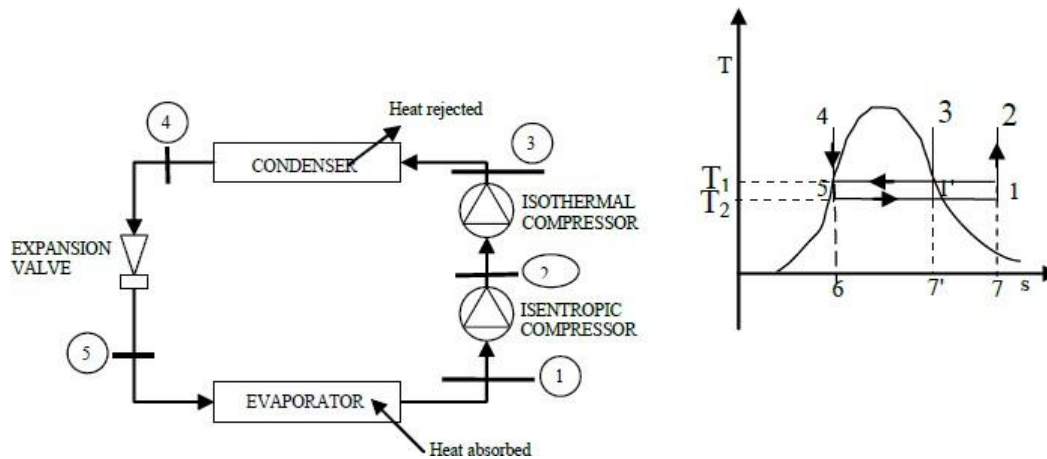 4
Heat rejected
CONDENSER
3
ISOTHERMAL
COMPRESSOR
EXPANSION
VALVE
2
ISENTROPIC
COMPRESSOR
5
1
EVAPORATOR
Heat absorbed
T
4
3
2
T1
5
1'
1
T2
6
7'
7
s